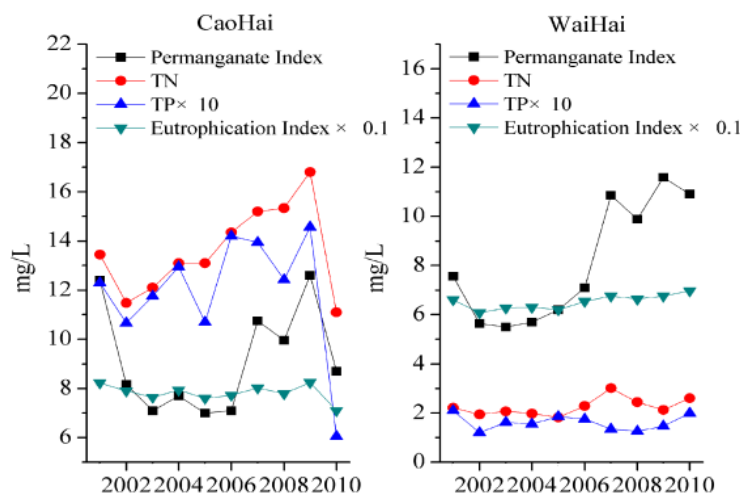 CaoHai
Permanganate Index
TN
TP× 10
Eutrophication Index × 0.1
mg/L
20
18
16
14
12
10
8
6
2002 2004 2006 2008 2010
WaiHai
Permanganate Index
TN
TP× 10
Eutrophication Index × 0.1
mg/L
16
14
12
10
8
6
4
2
0
2002 2004 2006 2008 2010